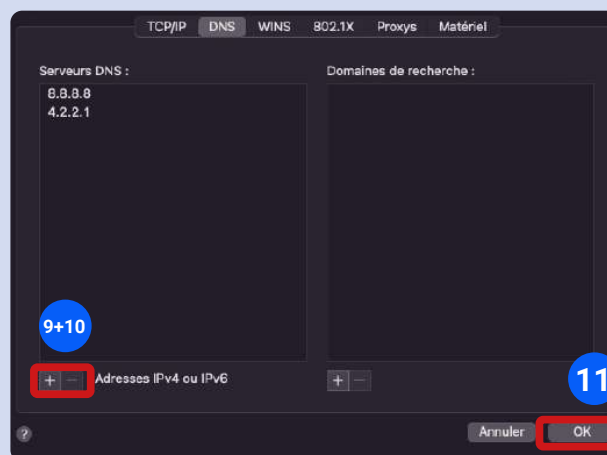 TCP/IP DNS WINS 802.1X Proxys Matériel
Serveurs DNS :
8.8.8.8
4.2.2.1
Domaines de recherche :
9+10
+ − Adresses IPv4 ou IPv6
+ −
11
? Annuler OK